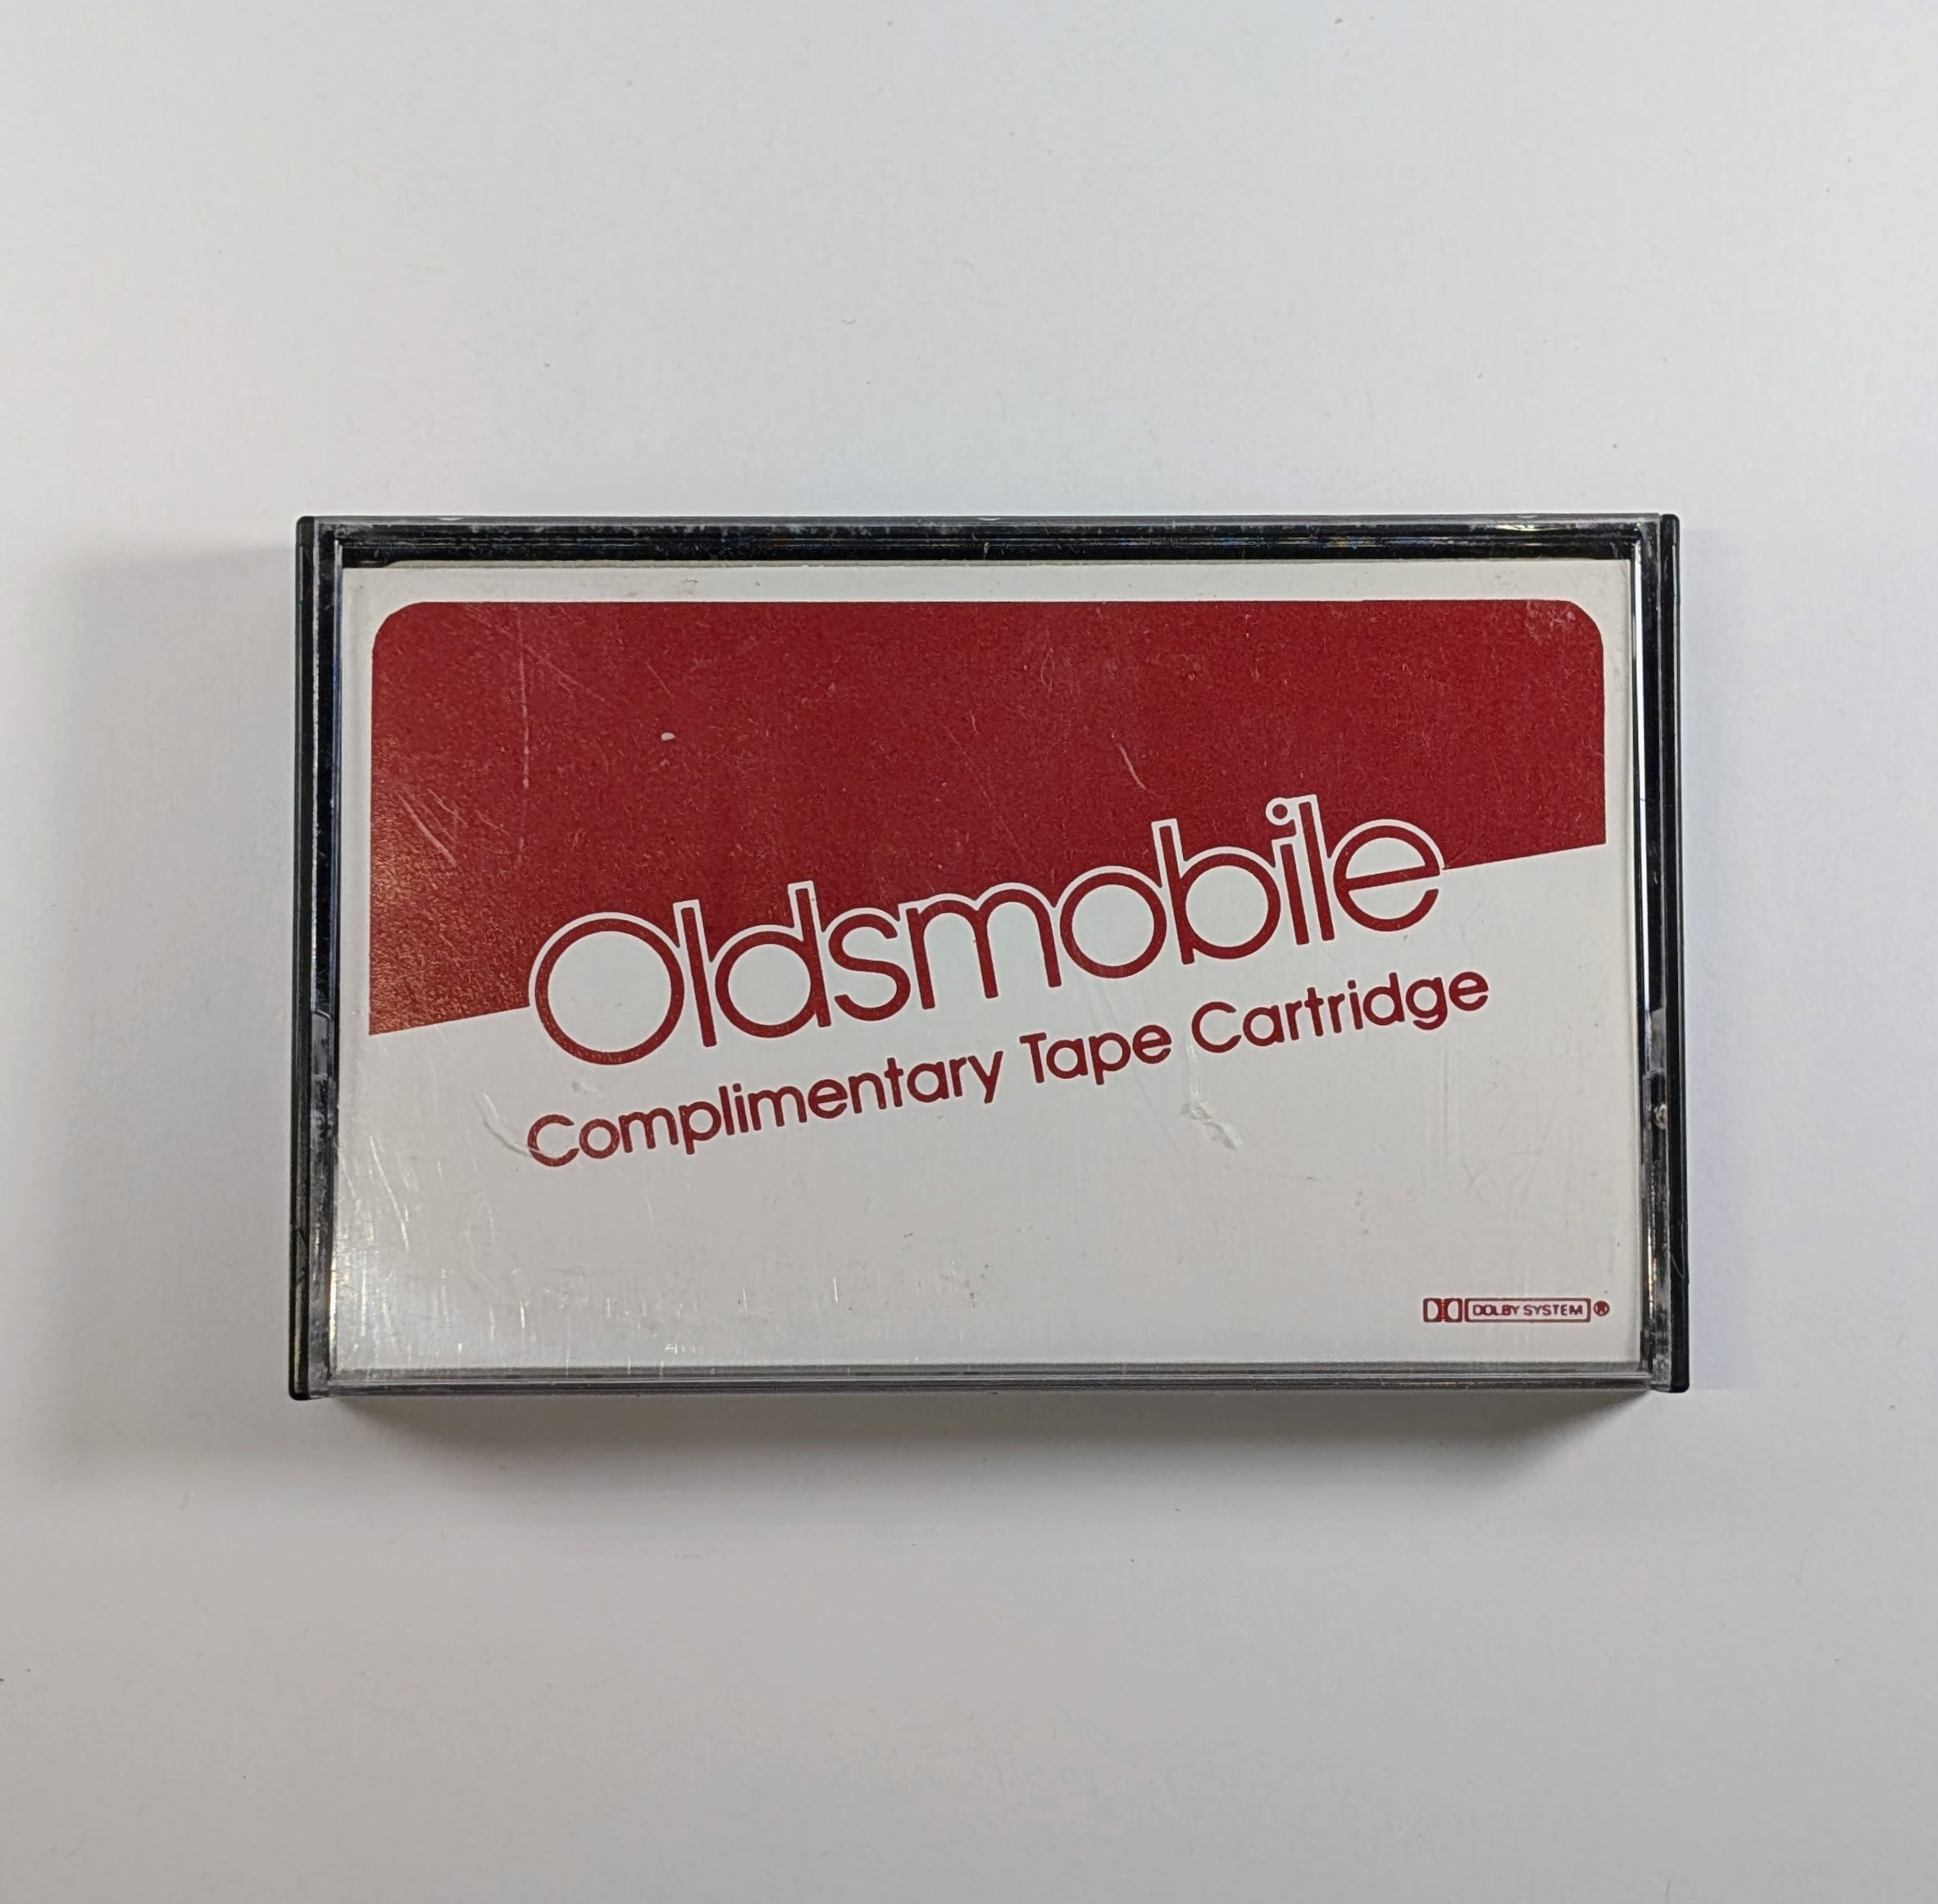 Oldsmobile
Complimentary Tape Cartridge
DOLBY SYSTEM ®